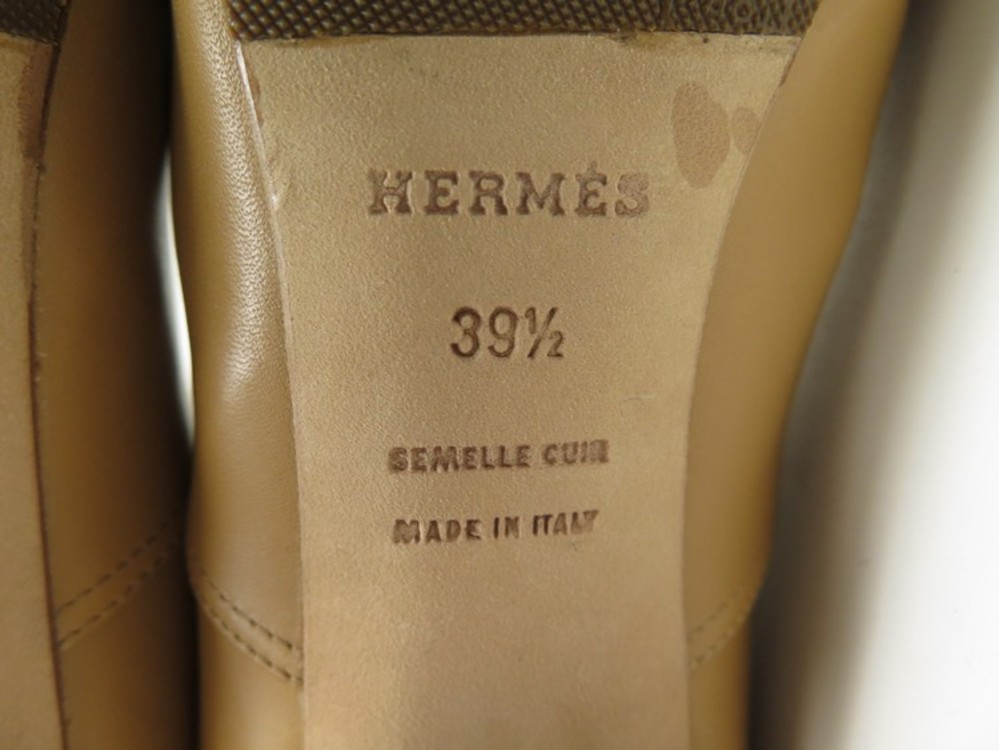 HERMÈS
39½
SEMELLE CUIR
MADE IN ITALY